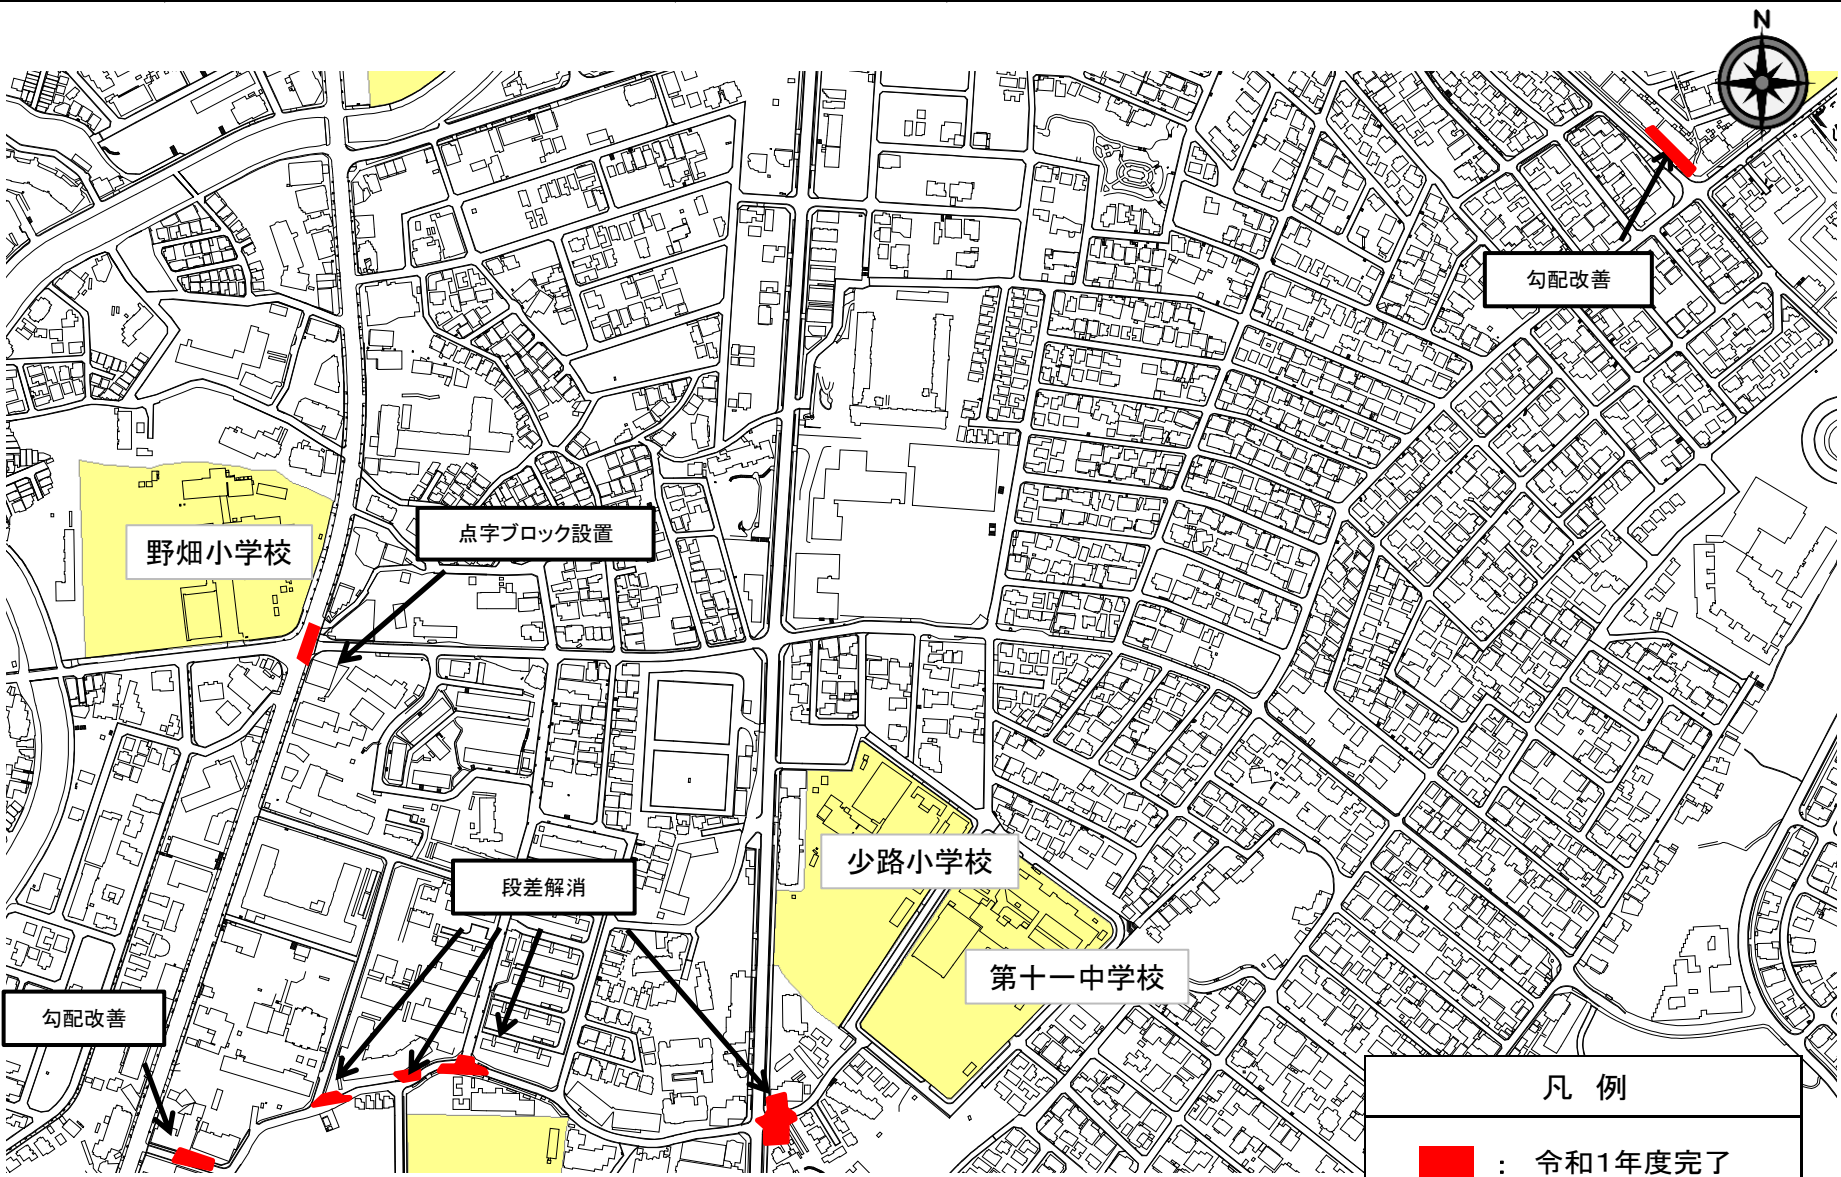 N
勾配改善
点字ブロック設置
野畑小学校
少路小学校
段差解消
第十一中学校
勾配改善
凡 例
： 令和1年度完了